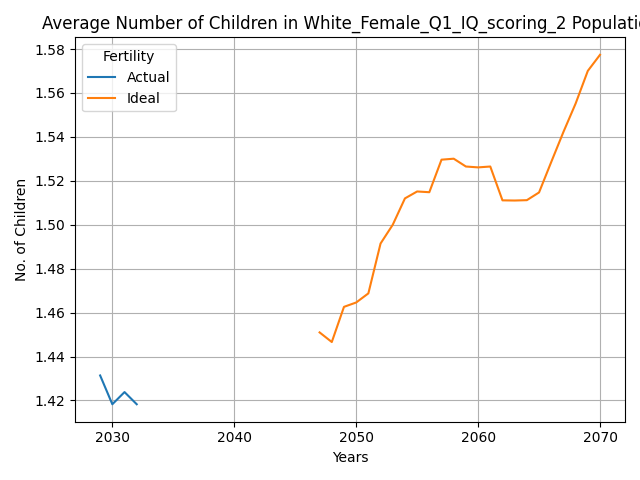 Average Number of Children in White_Female_Q1_IQ_scoring_2 Populatio
Fertility
Actual
Ideal
1.58
1.56
1.54
1.52
1.50
1.48
1.46
1.44
1.42
No. of Children
2030 2040 2050 2060 2070
Years